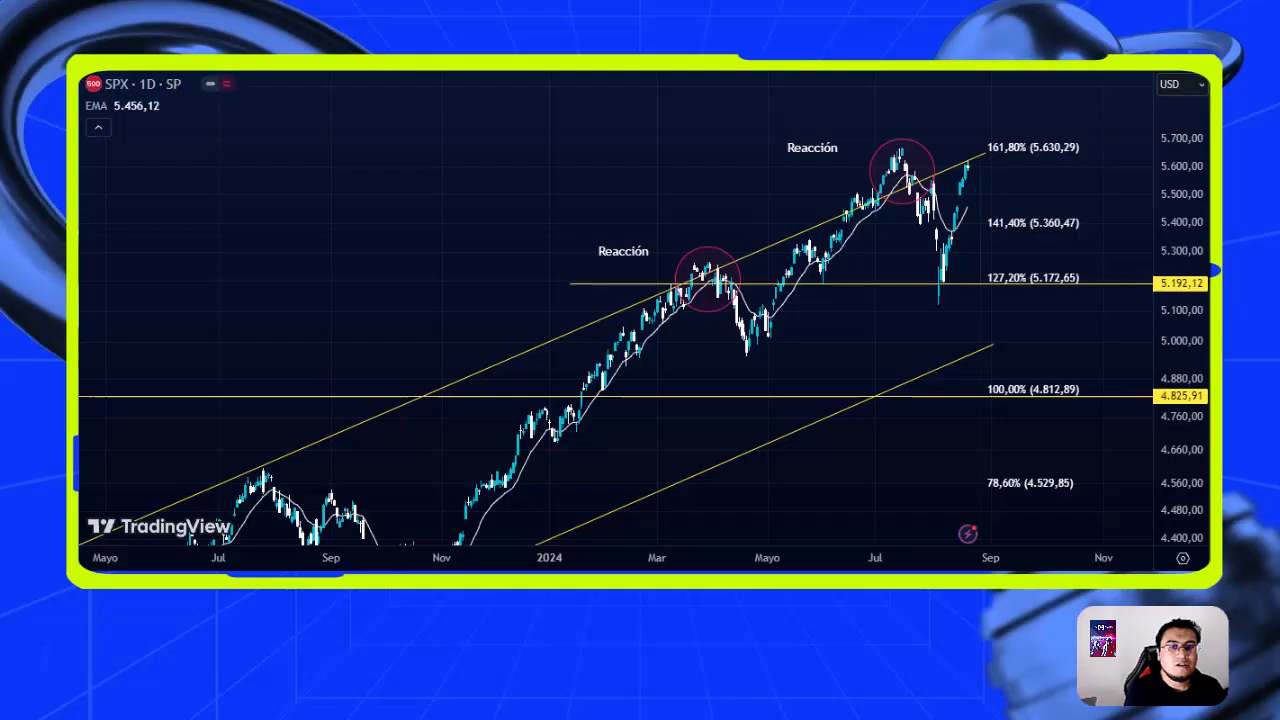 500 SPX · 1D · SP
USD
EMA 5.456,12
5.700,00
5.600,00
5.500,00
5.400,00
5.300,00
5.192,12
5.100,00
5.000,00
4.880,00
4.825,91
4.760,00
4.660,00
4.560,00
4.480,00
4.400,00
Reacción
Reacción
161,80% (5.630,29)
141,40% (5.360,47)
127,20% (5.172,65)
100,00% (4.812,89)
78,60% (4.529,85)
TradingView
Mayo Jul Sep Nov 2024 Mar Mayo Jul Sep Nov